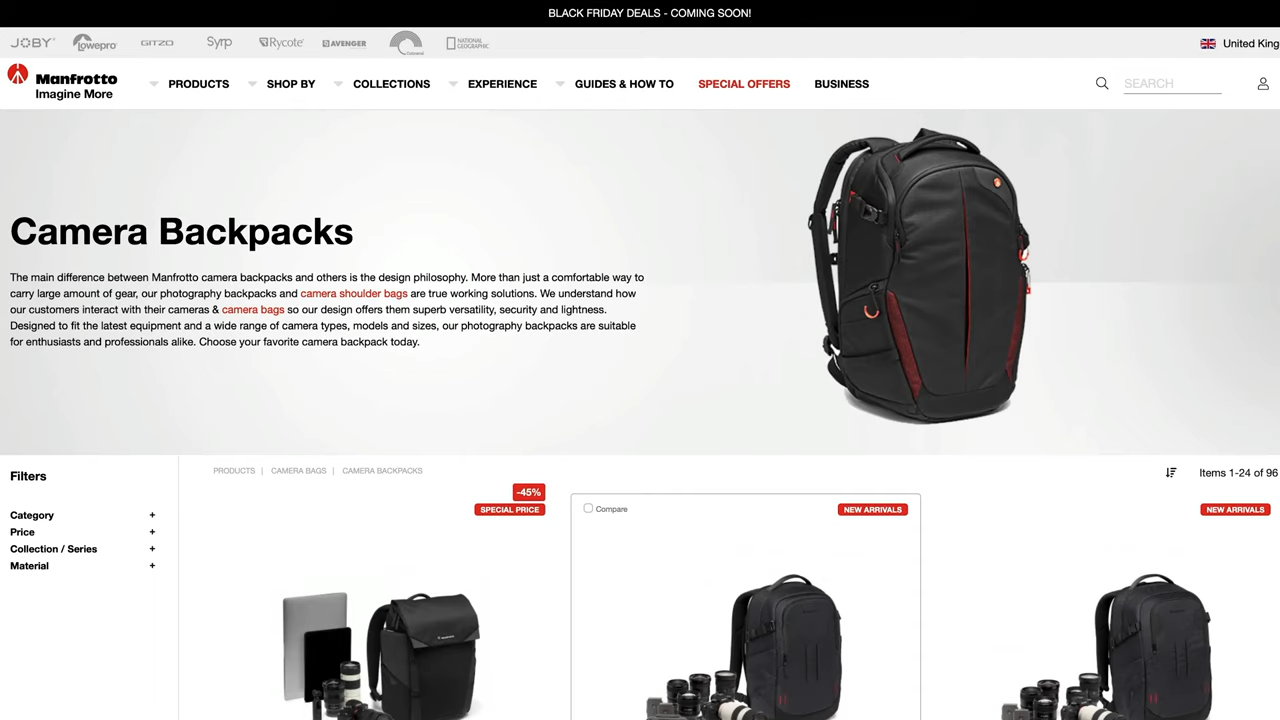 BLACK FRIDAY DEALS - COMING SOON!
JOBY Lowepro GITZO Syrp Rycote AVENGER Colorama NATIONAL GEOGRAPHIC United King
Manfrotto
Imagine More
PRODUCTS SHOP BY COLLECTIONS EXPERIENCE GUIDES & HOW TO SPECIAL OFFERS BUSINESS SEARCH
Camera Backpacks
The main difference between Manfrotto camera backpacks and others is the design philosophy. More than just a comfortable way to
carry large amount of gear, our photography backpacks and camera shoulder bags are true working solutions. We understand how
our customers interact with their cameras & camera bags so our design offers them superb versatility, security and lightness.
Designed to fit the latest equipment and a wide range of camera types, models and sizes, our photography backpacks are suitable
for enthusiasts and professionals alike. Choose your favorite camera backpack today.
Filters
Category +
Price +
Collection / Series +
Material +
PRODUCTS | CAMERA BAGS | CAMERA BACKPACKS
Items 1-24 of 96
-45%
SPECIAL PRICE
Compare
NEW ARRIVALS
NEW ARRIVALS